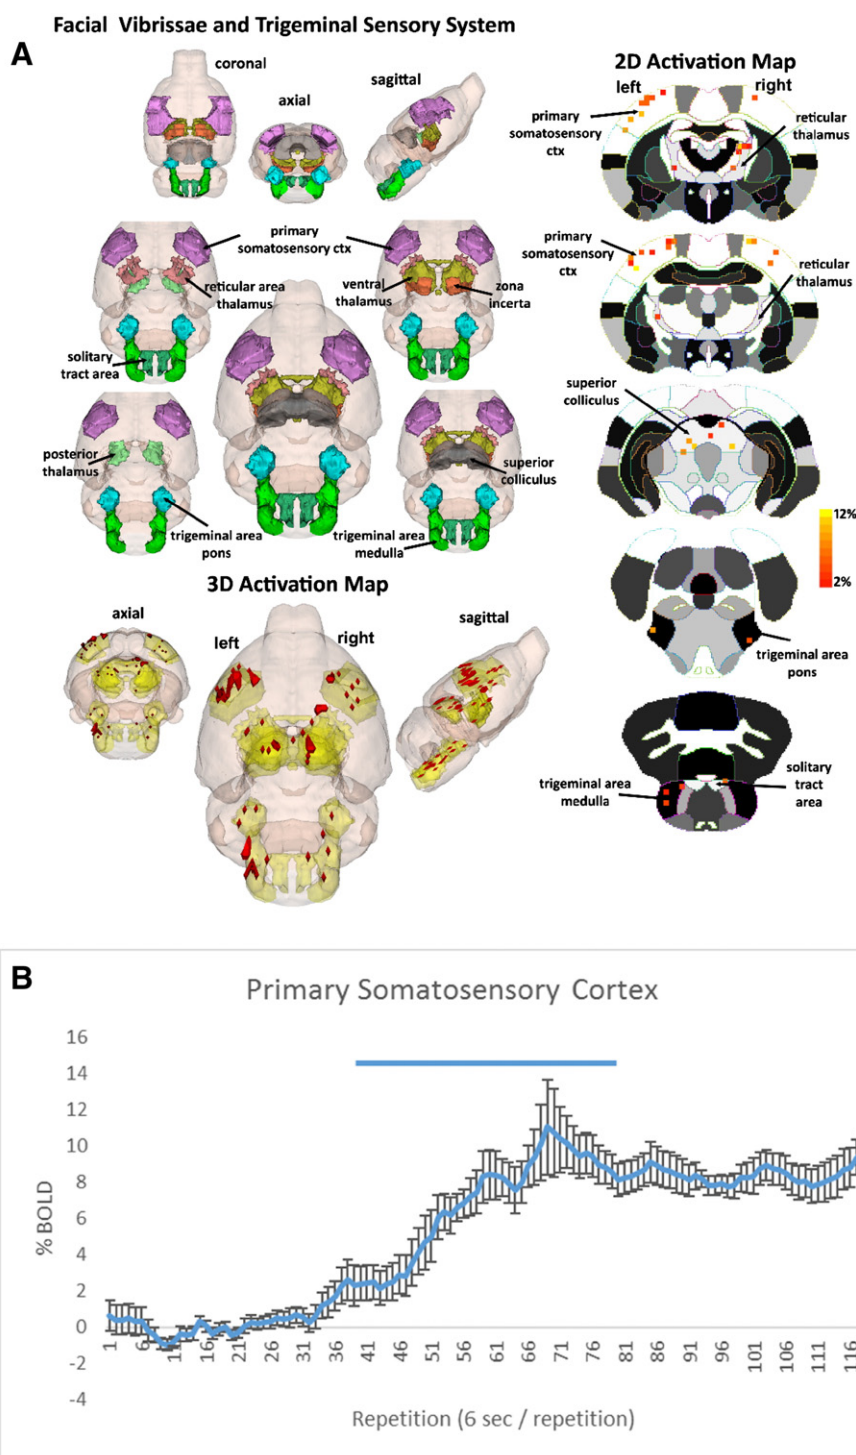 Facial Vibrissae and Trigeminal Sensory System
A
coronal
axial
sagittal
primary
somatosensory ctx
reticular area
thalamus
ventral
thalamus
zona
incerta
solitary
tract area
posterior
thalamus
superior
colliculus
trigeminal area
pons
trigeminal area
medulla
3D Activation Map
axial
left
right
sagittal
2D Activation Map
left
right
primary
somatosensory
ctx
reticular
thalamus
primary
somatosensory
ctx
reticular
thalamus
superior
colliculus
12%
2%
trigeminal area
pons
trigeminal area
medulla
solitary
tract
area
B
Primary Somatosensory Cortex
16
14
12
10
8
6
4
2
0
-2
-4
% BOLD
1 6 11 16 21 26 31 36 41 46 51 56 61 66 71 76 81 86 91 96 101 106 111 116
Repetition (6 sec / repetition)